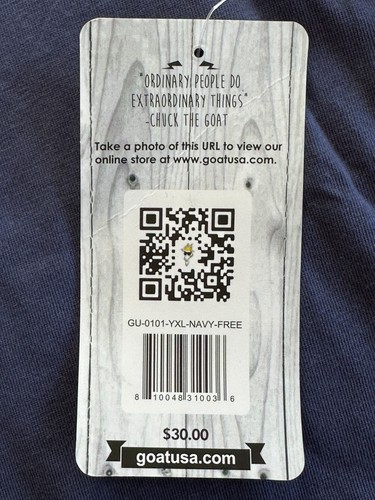 "ORDINARY PEOPLE DO
EXTRAORDINARY THINGS"
-CHUCK THE GOAT
Take a photo of this URL to view our
online store at www.goatusa.com.
GU-0101-YXL-NAVY-FREE
8 10048 31003 6
$30.00
goatusa.com